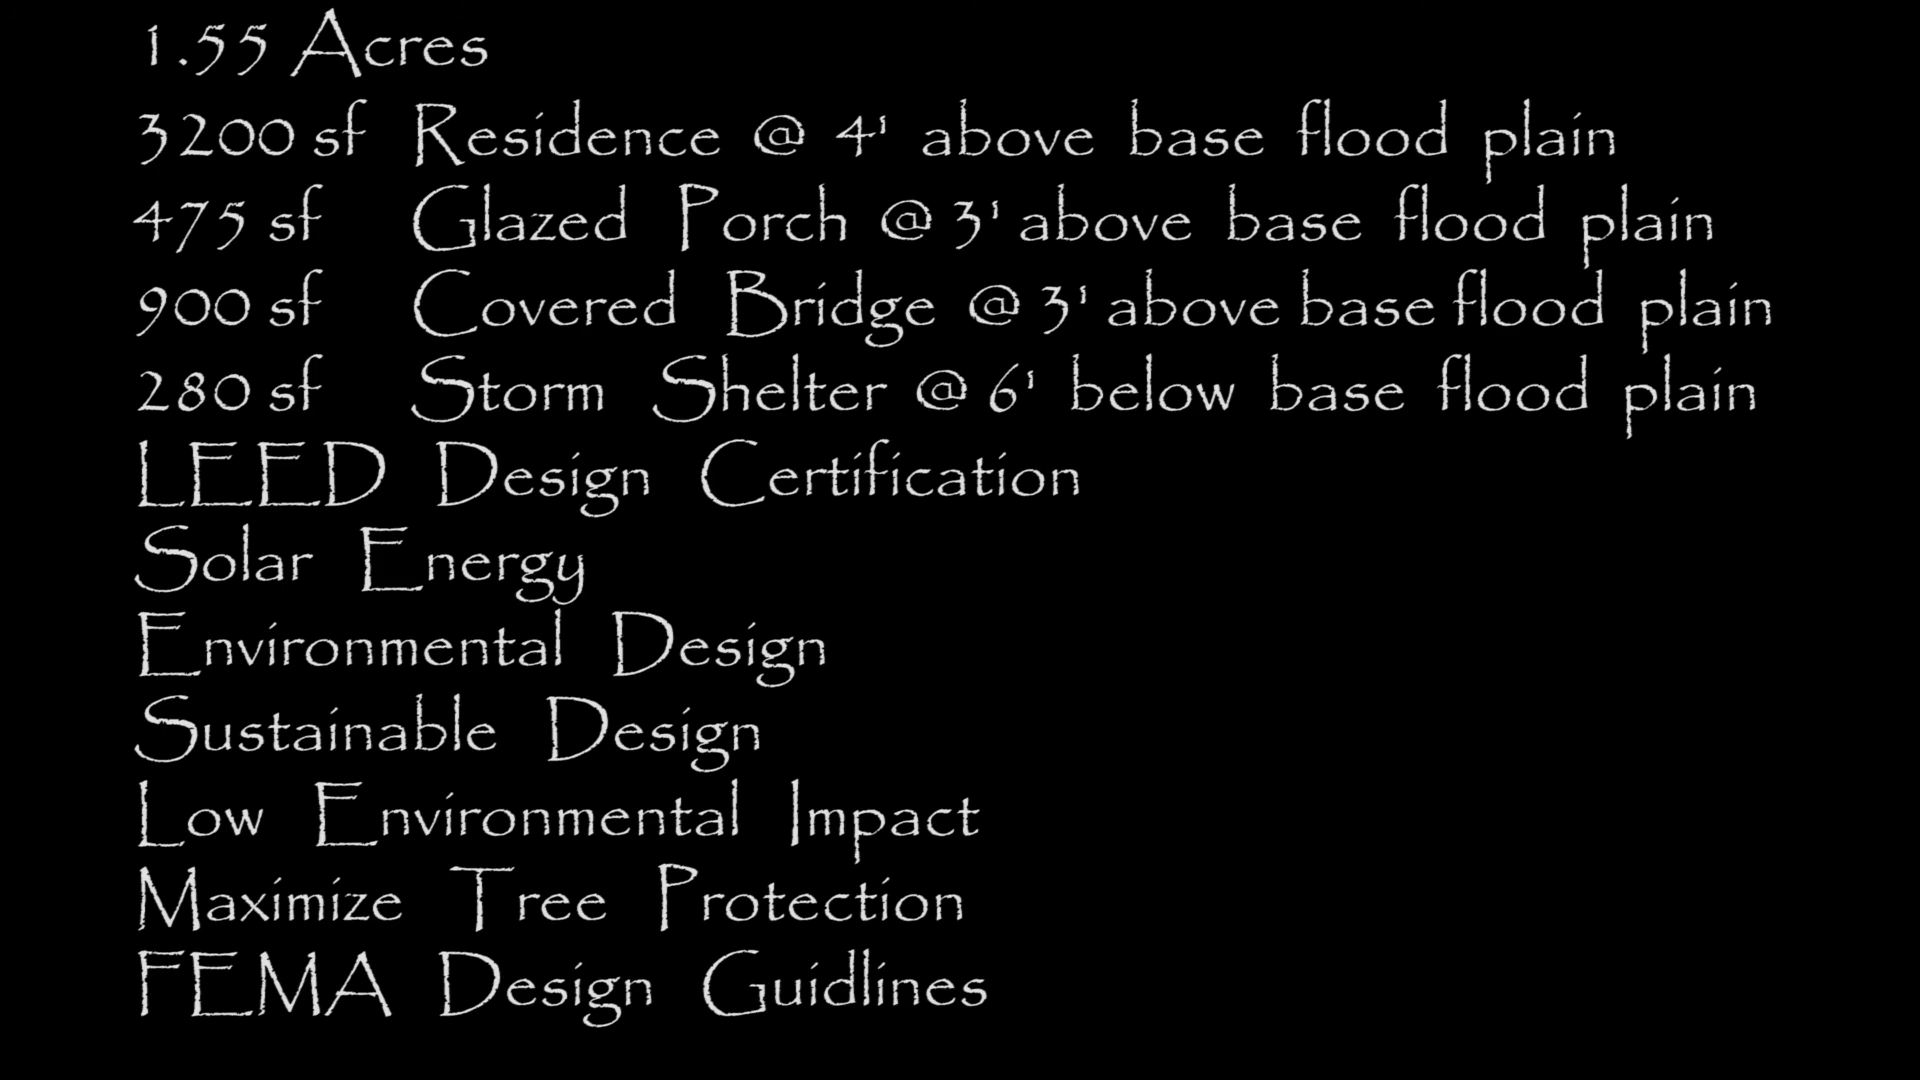 1.55 Acres
3200 sf Residence @ 4' above base flood plain
475 sf Glazed Porch @ 3' above base flood plain
900 sf Covered Bridge @ 3' above base flood plain
280 sf Storm Shelter @ 6' below base flood plain
LEED Design Certification
Solar Energy
Environmental Design
Sustainable Design
Low Environmental Impact
Maximize Tree Protection
FEMA Design Guidlines